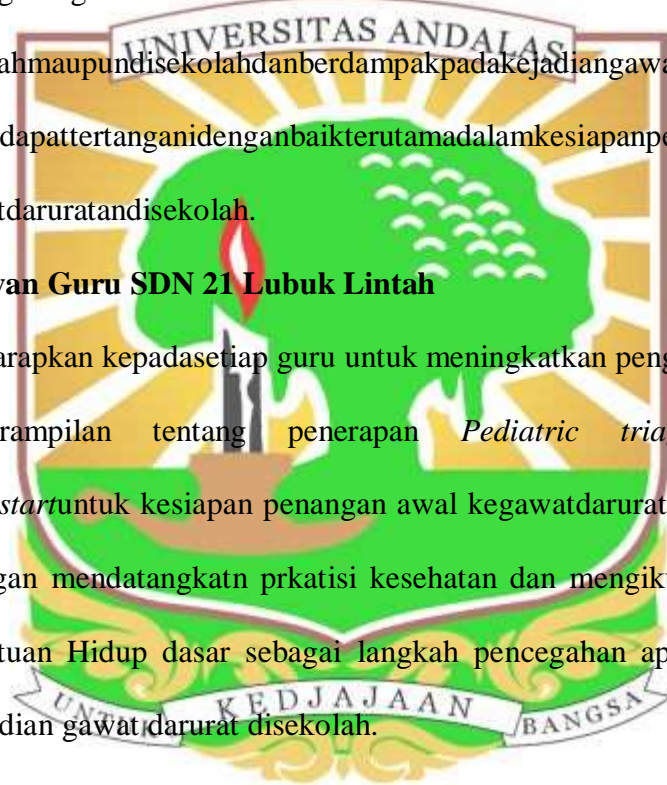 UNIVERSITAS ANDALAS
ahmaupundisekolahdanberdampakpadakejadiangawa
dapattertanganidenganbaikterutamadalamkesiapanpe
tdaruratandisekolah.
van Guru SDN 21 Lubuk Lintah
arapkan kepadasetiap guru untuk meningkatkan peng
rampilan tentang penerapan Pediatric tria
startuntuk kesiapan penangan awal kegawatdarurat
gan mendatangkatn prkatisi kesehatan dan mengik
tuan Hidup dasar sebagai langkah pencegahan ap
dian gawat darurat disekolah.
UNTUK KEDJAJAAN BANGSA